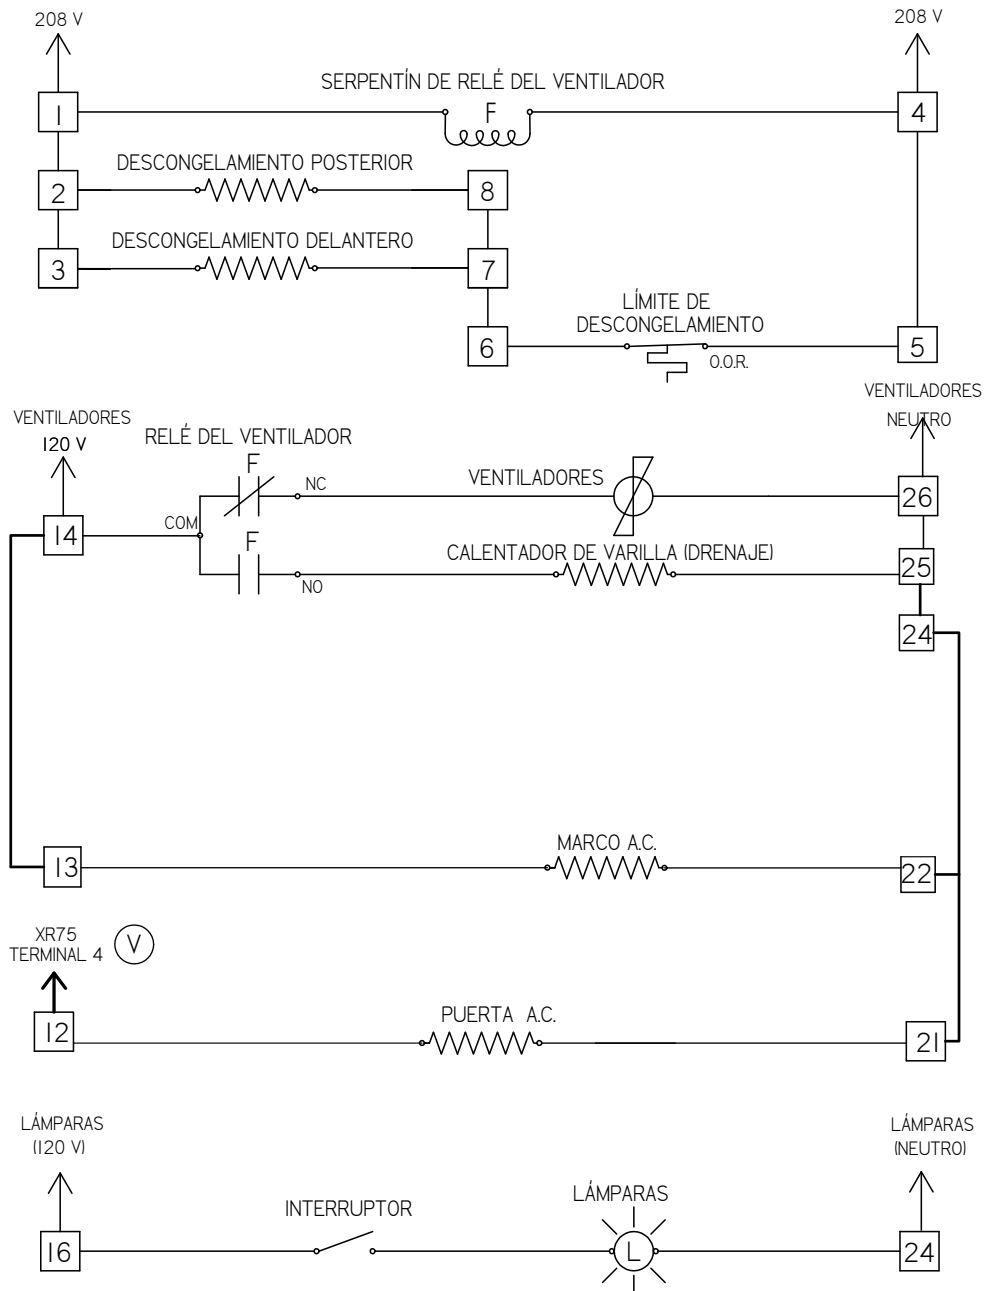 208 V
208 V
SERPENTÍN DE RELÉ DEL VENTILADOR
1
F
4
DESCONGELAMIENTO POSTERIOR
2
8
DESCONGELAMIENTO DELANTERO
3
7
LÍMITE DE
DESCONGELAMIENTO
6
5
O.O.R.
VENTILADORES
NEUTRO
VENTILADORES
120 V
RELÉ DEL VENTILADOR
F
NC
VENTILADORES
26
14
COM
F
CALENTADOR DE VARILLA (DRENAJE)
25
NO
24
MARCO A.C.
13
22
XR75
TERMINAL 4
V
12
PUERTA A.C.
21
LÁMPARAS
(120 V)
LÁMPARAS
(NEUTRO)
INTERRUPTOR
LÁMPARAS
16
L
24